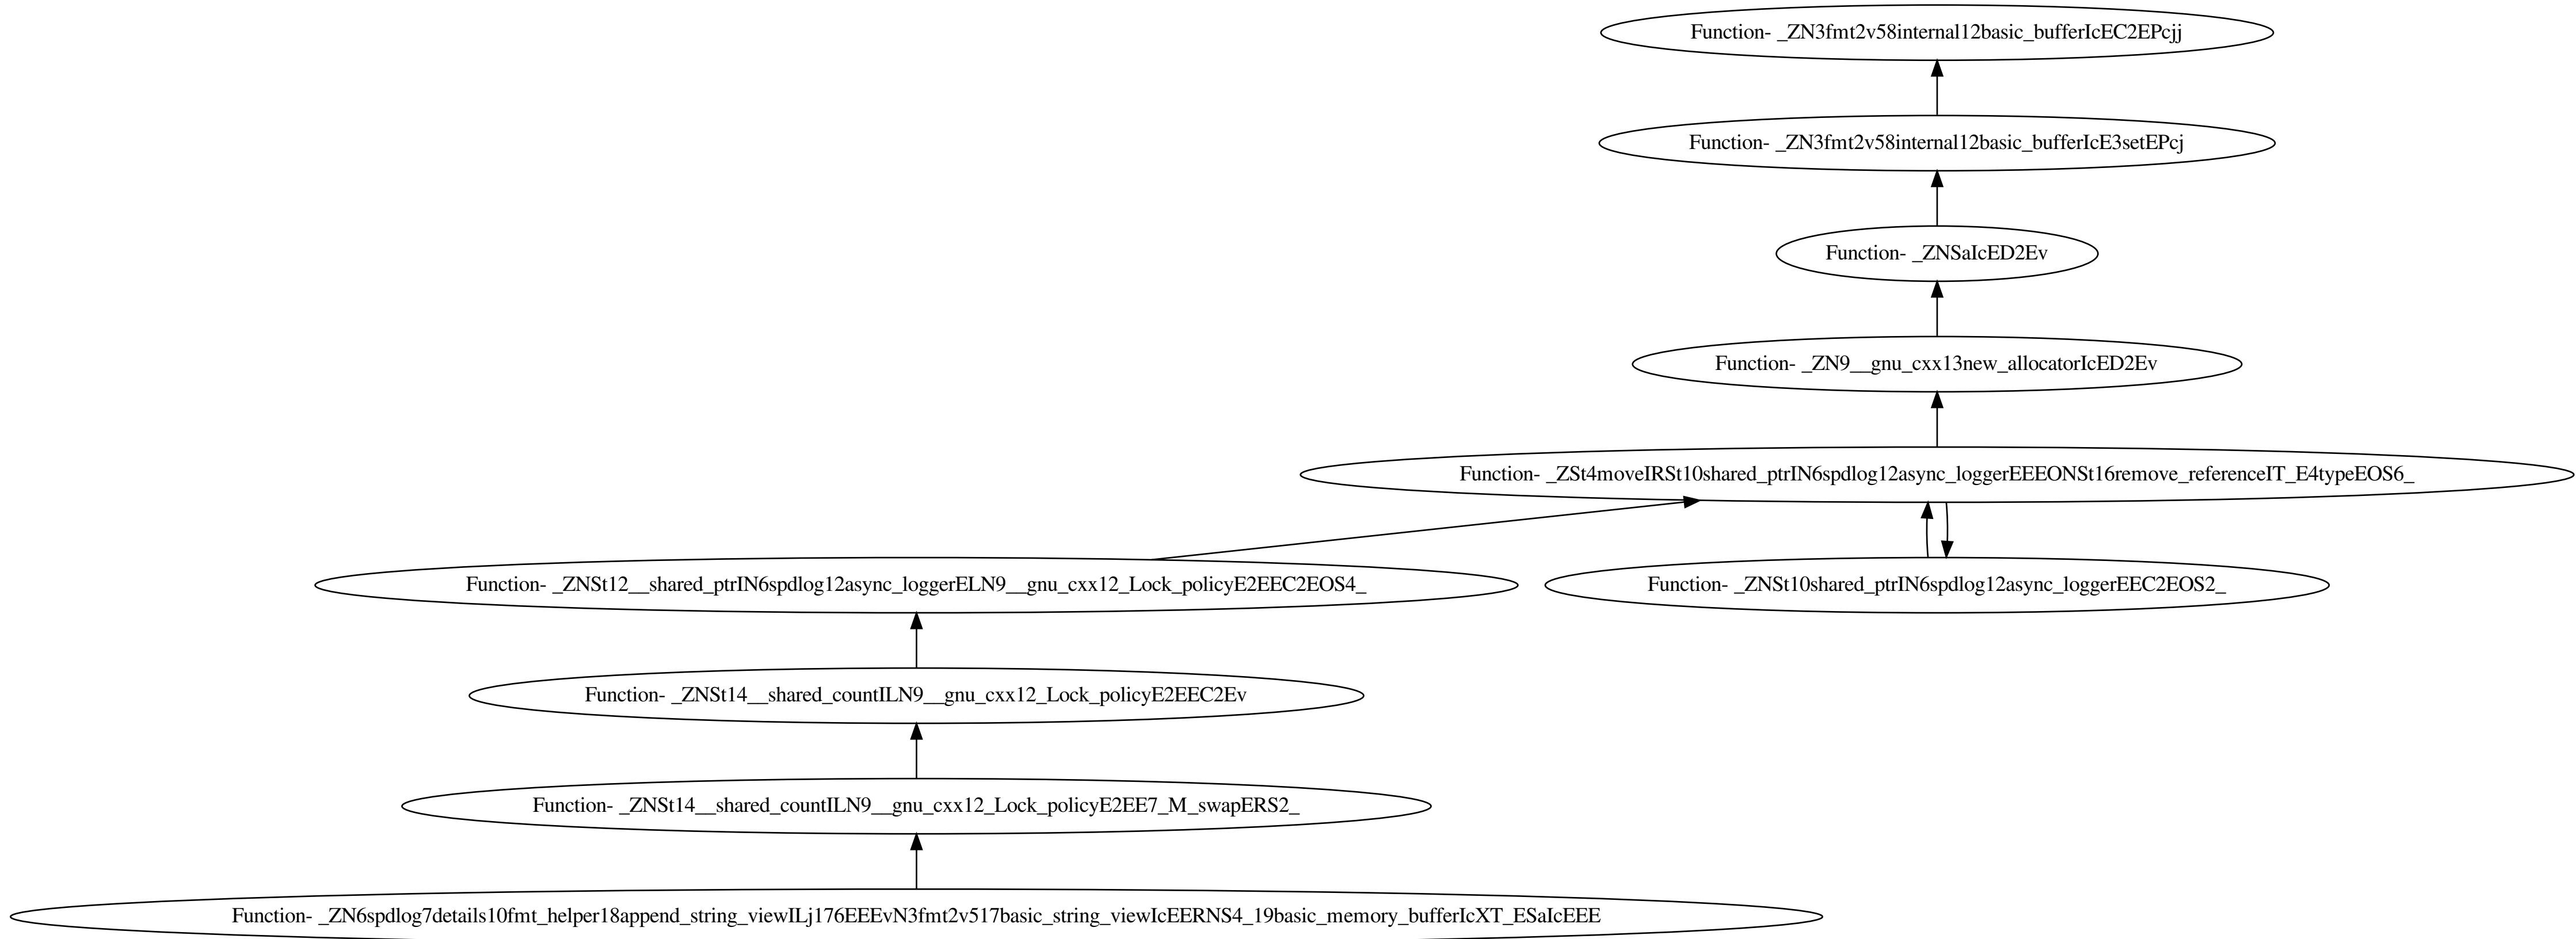 Function- _ZN3fmt2v58internal12basic_bufferIcEC2EPcjj
Function- _ZN3fmt2v58internal12basic_bufferIcE3setEPcj
Function- _ZNSaIcED2Ev
Function- _ZN9__gnu_cxx13new_allocatorIcED2Ev
Function- _ZSt4moveIRSt10shared_ptrIN6spdlog12async_loggerEEEONSt16remove_referenceIT_E4typeEOS6_
Function- _ZNSt12__shared_ptrIN6spdlog12async_loggerELN9__gnu_cxx12_Lock_policyE2EEC2EOS4_
Function- _ZNSt10shared_ptrIN6spdlog12async_loggerEEC2EOS2_
Function- _ZNSt14__shared_countILN9__gnu_cxx12_Lock_policyE2EEC2Ev
Function- _ZNSt14__shared_countILN9__gnu_cxx12_Lock_policyE2EE7_M_swapERS2_
Function- _ZN6spdlog7details10fmt_helper18append_string_viewILj176EEEvN3fmt2v517basic_string_viewIcEERNS4_19basic_memory_bufferIcXT_ESaIcEEE